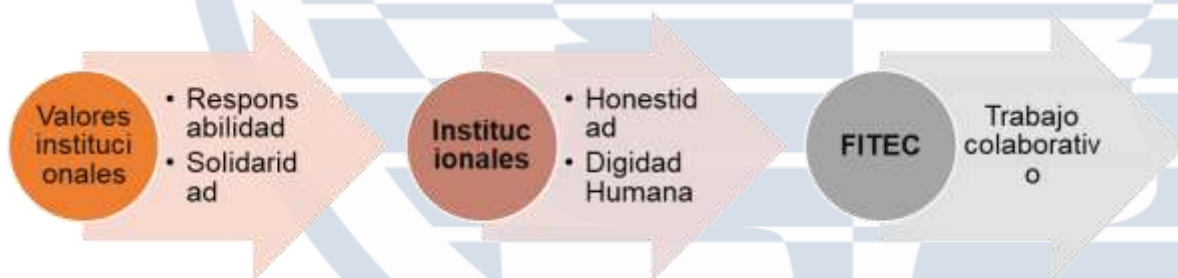 Valores
instituci
onales
• Respons
abilidad
• Solidarid
ad
Instituc
ionales
• Honestid
ad
• Digidad
Humana
FITEC
Trabajo
colaborativ
o